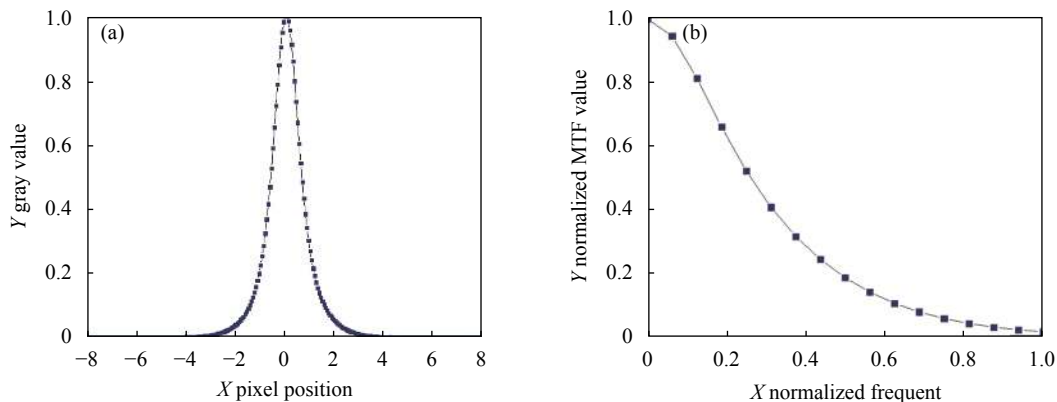 (a)
Y gray value
1.0
0.8
0.6
0.4
0.2
0
−8 −6 −4 −2 0 2 4 6 8
X pixel position
(b)
Y normalized MTF value
1.0
0.8
0.6
0.4
0.2
0
0 0.2 0.4 0.6 0.8 1.0
X normalized frequent